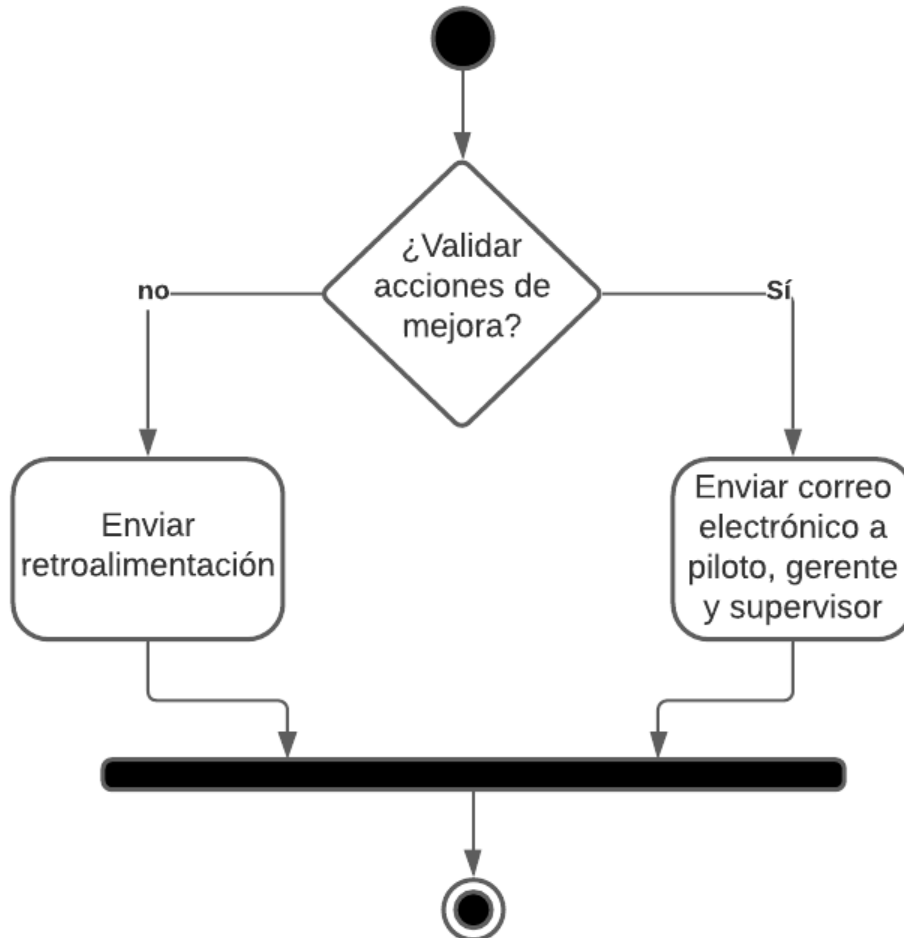 ¿Validar
acciones de
mejora?
no
Sí
Enviar
retroalimentación
Enviar correo
electrónico a
piloto, gerente
y supervisor